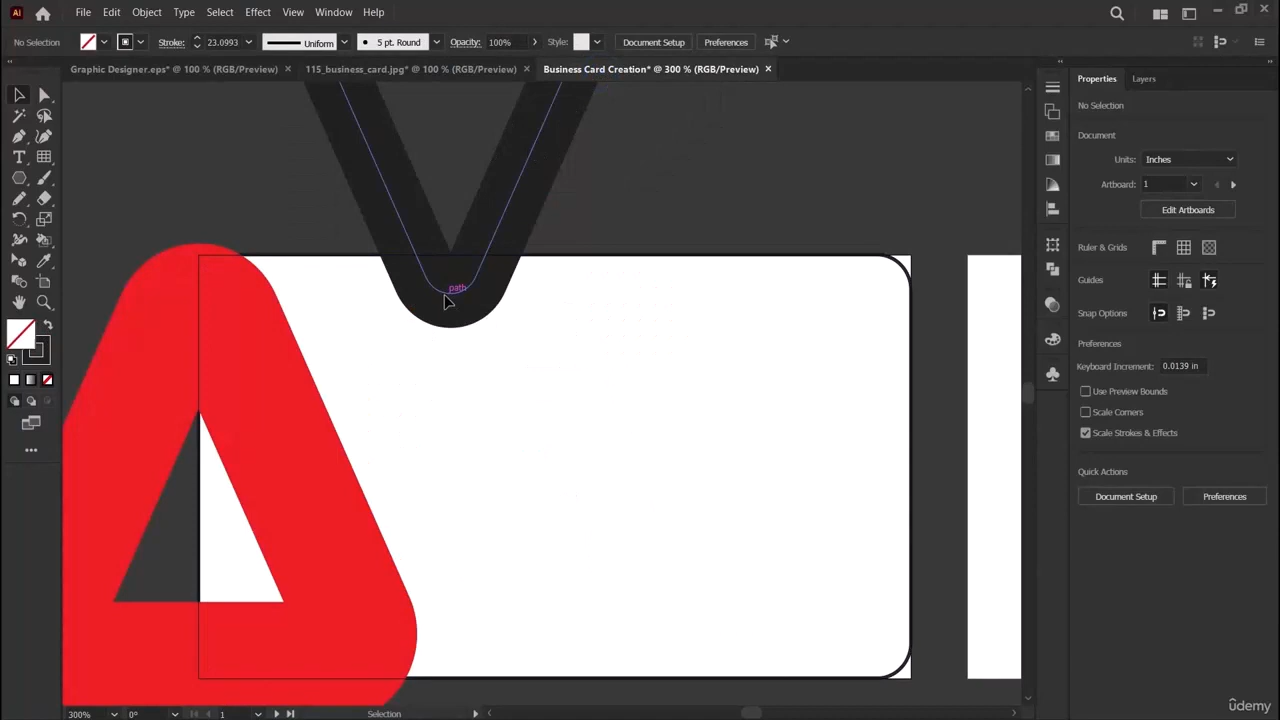 Ai File Edit Object Type Select Effect View Window Help
No Selection Stroke: 23.0993 Uniform 5 pt. Round Opacity: 100% Style: Document Setup Preferences
Graphic Designer.eps* @ 100 % (RGB/Preview) × 115_business_card.jpg* @ 100 % (RGB/Preview) × Business Card Creation* @ 300 % (RGB/Preview) ×
Properties Layers
No Selection
Document
Units: Inches
Artboard: 1
Edit Artboards
Ruler & Grids
Guides
path
Snap Options
Preferences
Keyboard Increment: 0.0139 in
Use Preview Bounds
Scale Corners
Scale Strokes & Effects
Quick Actions
Document Setup Preferences
300% 0° 1 Selection
ûdemy